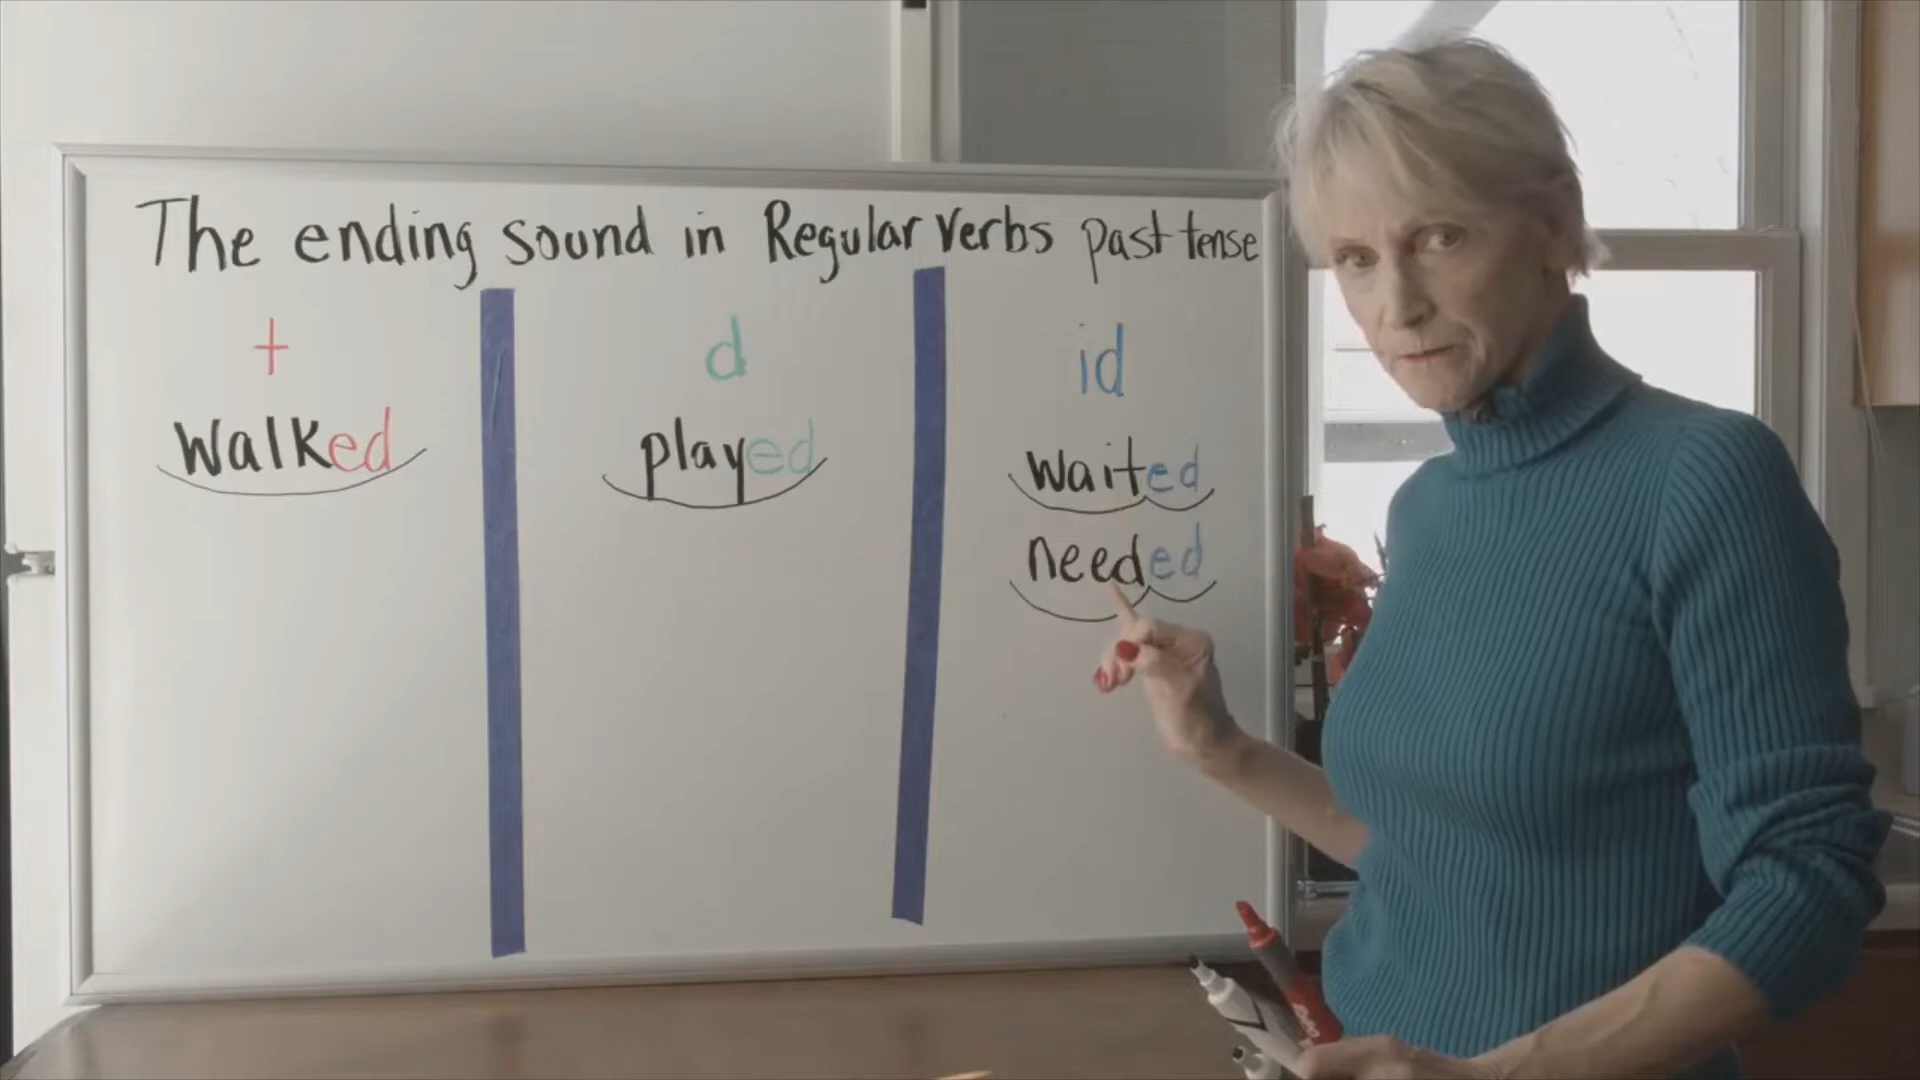 The ending sound in Regular Verbs past tense
t d id
walked played waited
needed